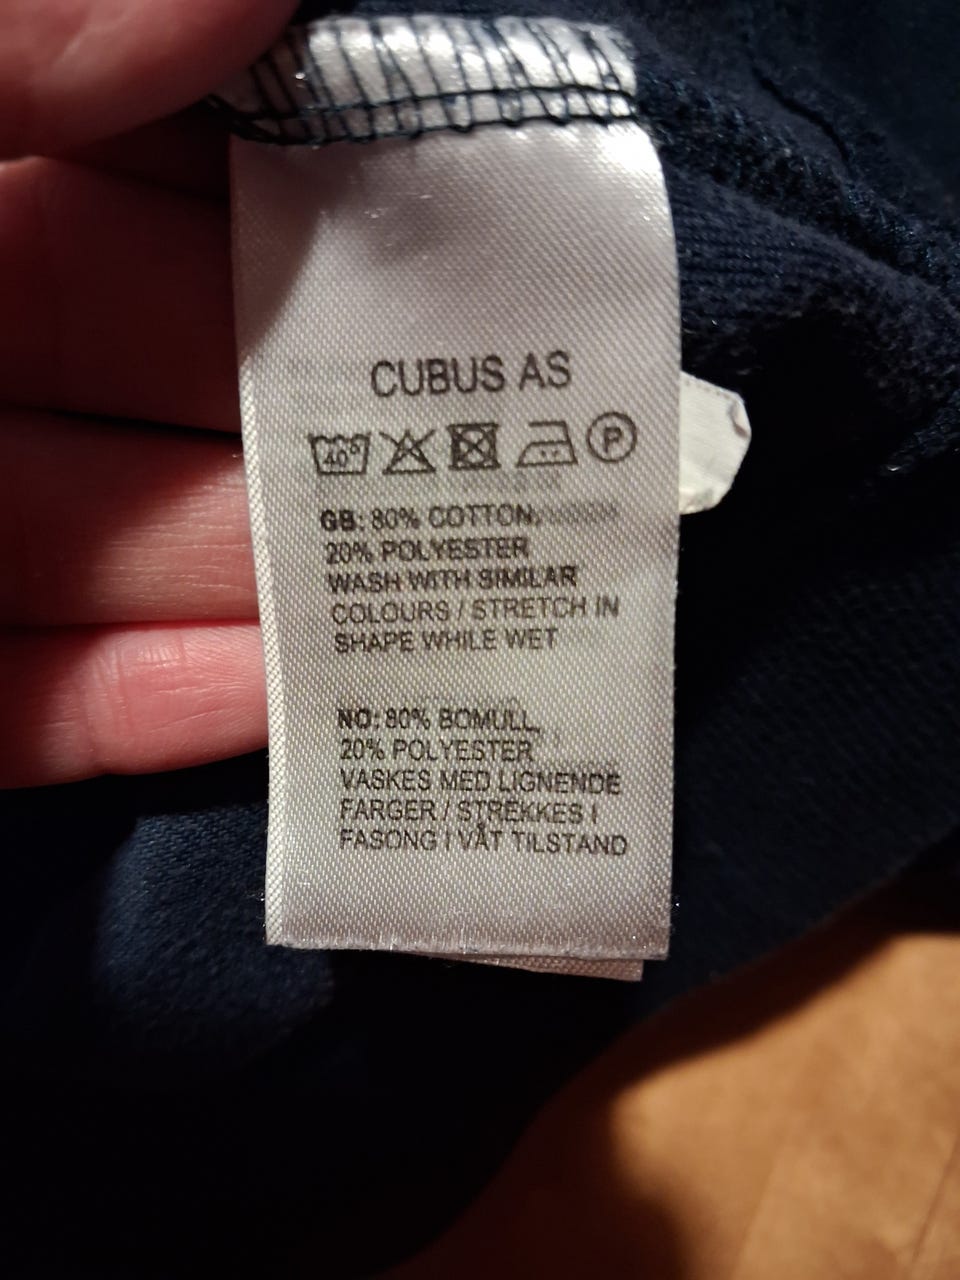 CUBUS AS
40°
P
GB: 80% COTTON,
20% POLYESTER
WASH WITH SIMILAR
COLOURS / STRETCH IN
SHAPE WHILE WET
NO: 80% BOMULL,
20% POLYESTER
VASKES MED LIGNENDE
FARGER / STREKKES I
FASONG I VÅT TILSTAND